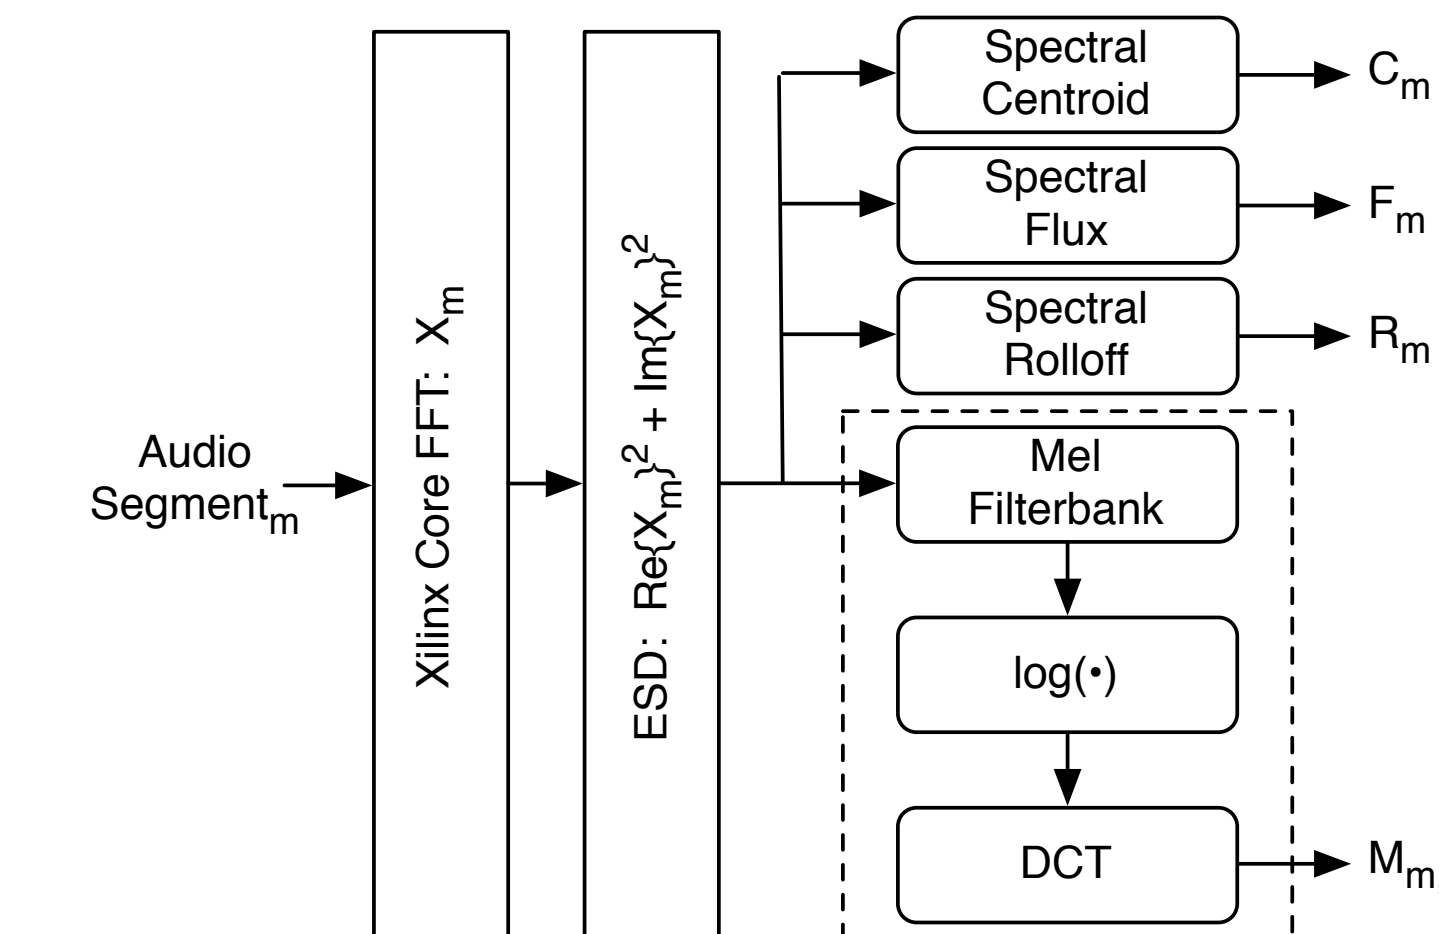 Audio
Segment_m
Xilinx Core FFT: X_m
ESD: Re{X_m}² + Im{X_m}²
Spectral
Centroid
C_m
Spectral
Flux
F_m
Spectral
Rolloff
R_m
Mel
Filterbank
log(•)
DCT
M_m